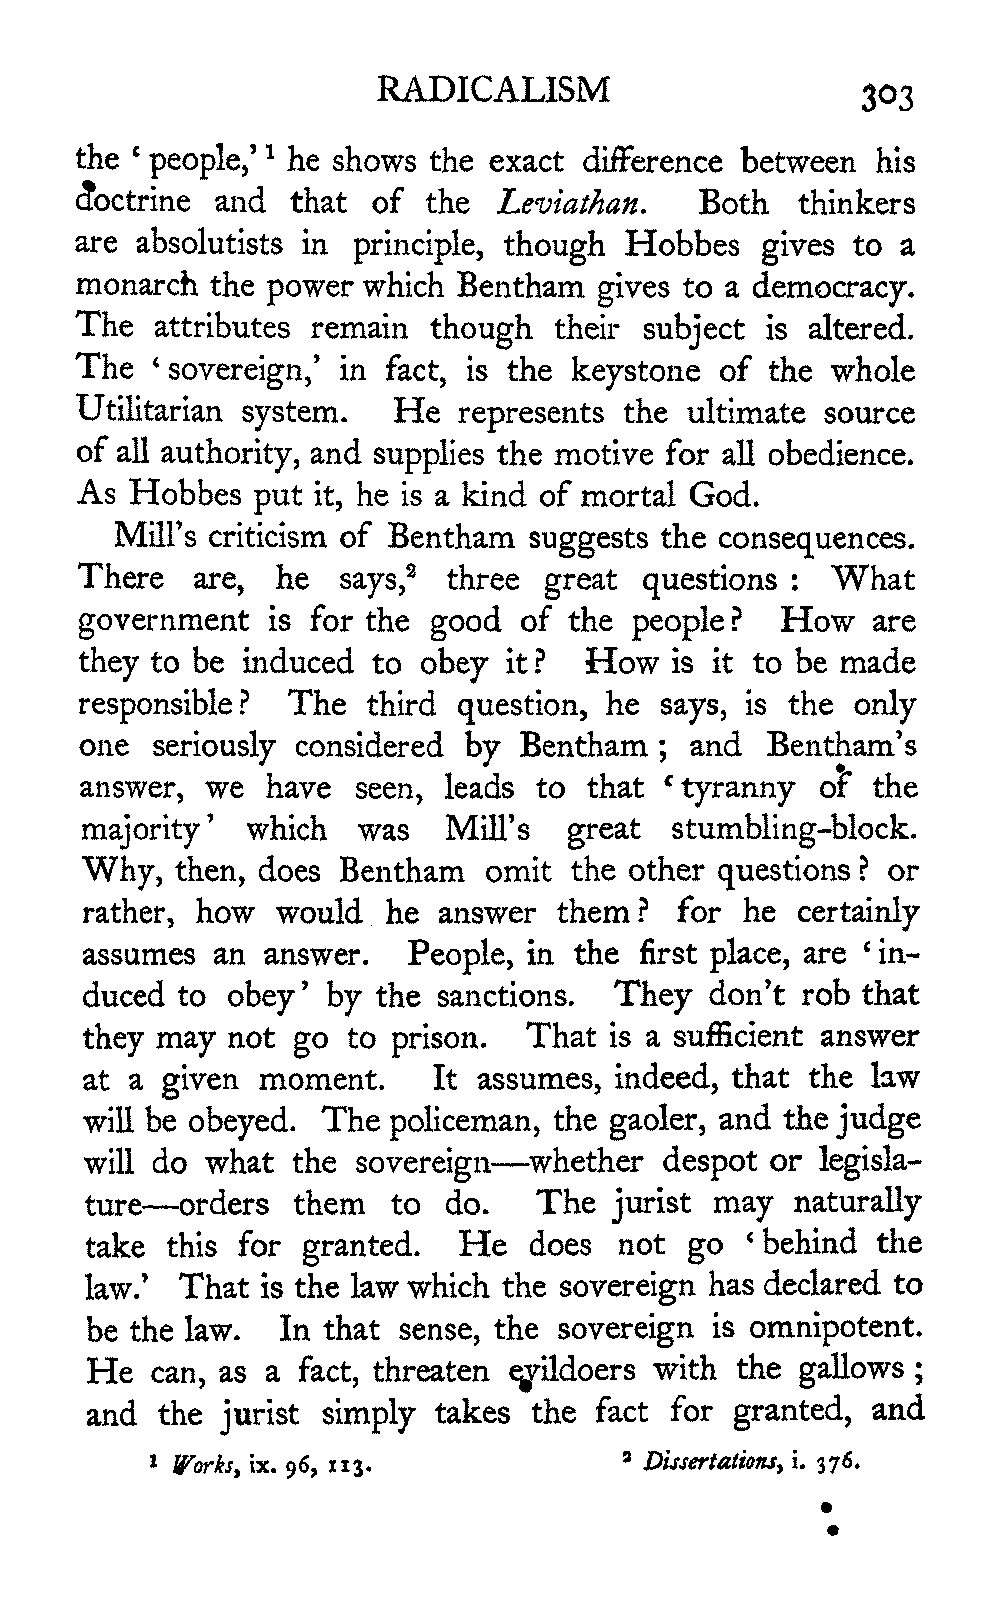 RADICALISM 303
the ‘ people,’ ¹ he shows the exact difference between his
doctrine and that of the Leviathan. Both thinkers
are absolutists in principle, though Hobbes gives to a
monarch the power which Bentham gives to a democracy.
The attributes remain though their subject is altered.
The ‘ sovereign,’ in fact, is the keystone of the whole
Utilitarian system. He represents the ultimate source
of all authority, and supplies the motive for all obedience.
As Hobbes put it, he is a kind of mortal God.
Mill’s criticism of Bentham suggests the consequences.
There are, he says,² three great questions : What
government is for the good of the people? How are
they to be induced to obey it? How is it to be made
responsible? The third question, he says, is the only
one seriously considered by Bentham ; and Bentham’s
answer, we have seen, leads to that ‘ tyranny of the
majority ’ which was Mill’s great stumbling-block.
Why, then, does Bentham omit the other questions? or
rather, how would he answer them? for he certainly
assumes an answer. People, in the first place, are ‘ in-
duced to obey ’ by the sanctions. They don’t rob that
they may not go to prison. That is a sufficient answer
at a given moment. It assumes, indeed, that the law
will be obeyed. The policeman, the gaoler, and the judge
will do what the sovereign—whether despot or legisla-
ture—orders them to do. The jurist may naturally
take this for granted. He does not go ‘ behind the
law.’ That is the law which the sovereign has declared to
be the law. In that sense, the sovereign is omnipotent.
He can, as a fact, threaten evildoers with the gallows ;
and the jurist simply takes the fact for granted, and
¹ Works, ix. 96, 113. ² Dissertations, i. 376.